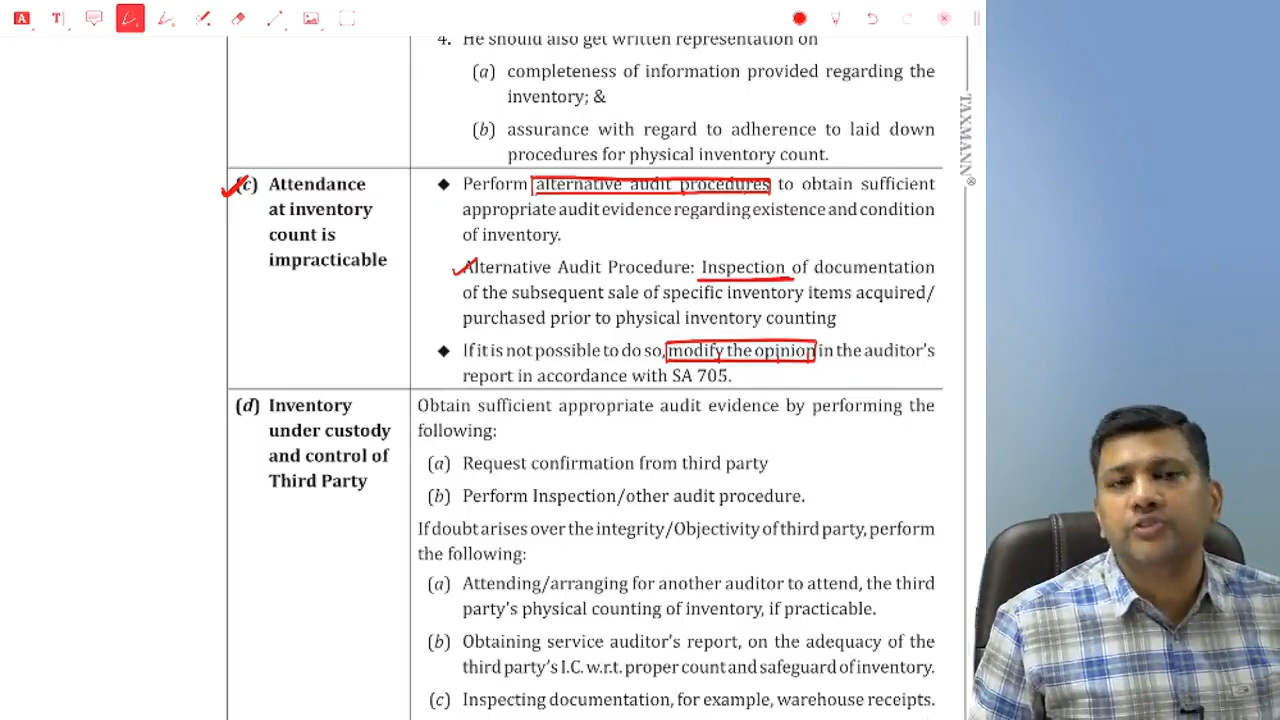 4. He should also get written representation on
(a) completeness of information provided regarding the
inventory; &
(b) assurance with regard to adherence to laid down
procedures for physical inventory count.
(c) Attendance
at inventory
count is
impracticable
◆ Perform alternative audit procedures to obtain sufficient
appropriate audit evidence regarding existence and condition
of inventory.
Alternative Audit Procedure: Inspection of documentation
of the subsequent sale of specific inventory items acquired/
purchased prior to physical inventory counting
◆ If it is not possible to do so, modify the opinion in the auditor's
report in accordance with SA 705.
(d) Inventory
under custody
and control of
Third Party
Obtain sufficient appropriate audit evidence by performing the
following:
(a) Request confirmation from third party
(b) Perform Inspection/other audit procedure.
If doubt arises over the integrity/Objectivity of third party, perform
the following:
(a) Attending/arranging for another auditor to attend, the third
party's physical counting of inventory, if practicable.
(b) Obtaining service auditor's report, on the adequacy of the
third party's I.C. w.r.t. proper count and safeguard of inventory.
(c) Inspecting documentation, for example, warehouse receipts.
TAXMANN®